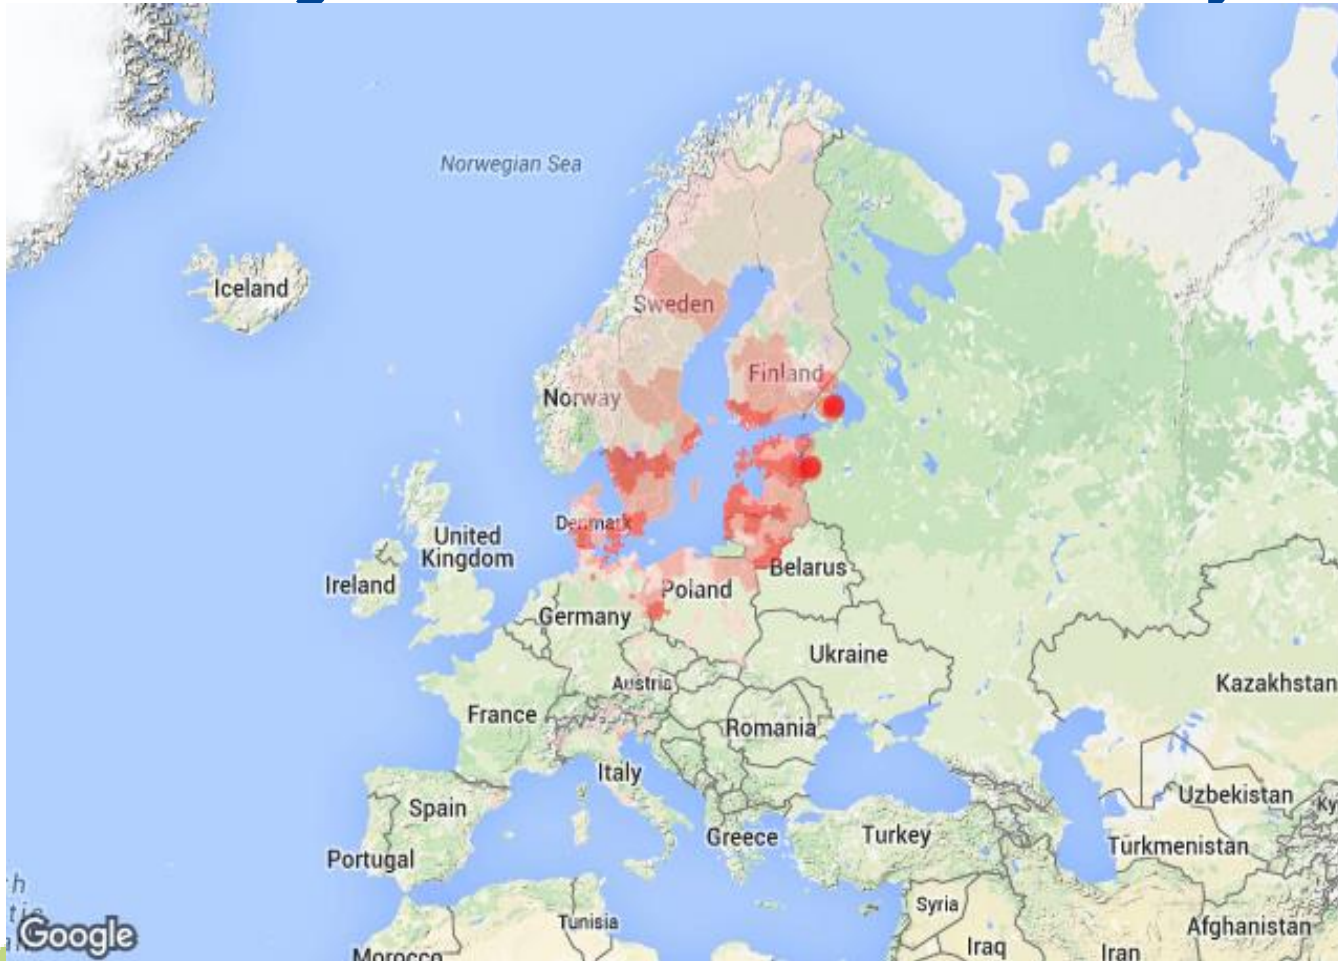 Norwegian Sea
Iceland
Sweden
Finland
Norway
Denmark
United
Kingdom
Ireland
Belarus
Poland
Germany
Ukraine
Kazakhstan
Austria
France
Romania
Italy
Uzbekistan
Spain
Ky
Greece
Turkey
Turkmenistan
Portugal
Syria
Tunisia
Afghanistan
Google
Iraq
Iran
Morocco